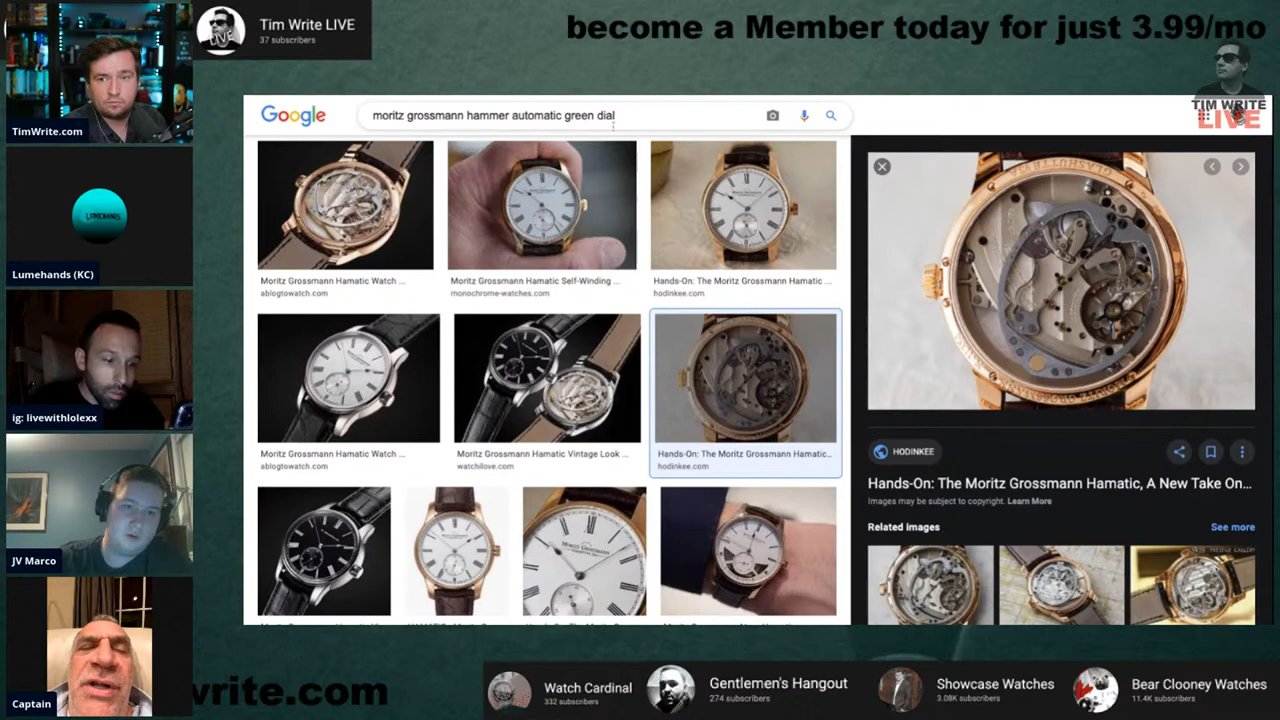 Tim Write LIVE
37 subscribers
become a Member today for just 3.99/mo
TIM WRITE
LIVE
TimWrite.com
LUMEHANDS
Lumehands (KC)
ig: livewithlolexx
JV Marco
Captain
Google
moritz grossmann hammer automatic green dial
Moritz Grossmann Hamatic Watch ...
ablogtowatch.com
Moritz Grossmann Hamatic Self-Winding ...
monochrome-watches.com
Hands-On: The Moritz Grossmann Hamatic ...
hodinkee.com
Moritz Grossmann Hamatic Watch ...
ablogtowatch.com
Moritz Grossmann Hamatic Vintage Look ...
watchilove.com
Hands-On: The Moritz Grossmann Hamatic...
hodinkee.com
MORITZ GROSSMANN
HODINKEE
Hands-On: The Moritz Grossmann Hamatic, A New Take On...
Images may be subject to copyright. Learn More
Related images
See more
write.com
Watch Cardinal
332 subscribers
Gentlemen's Hangout
274 subscribers
Showcase Watches
3.08K subscribers
Bear Clooney Watches
11.4K subscribers